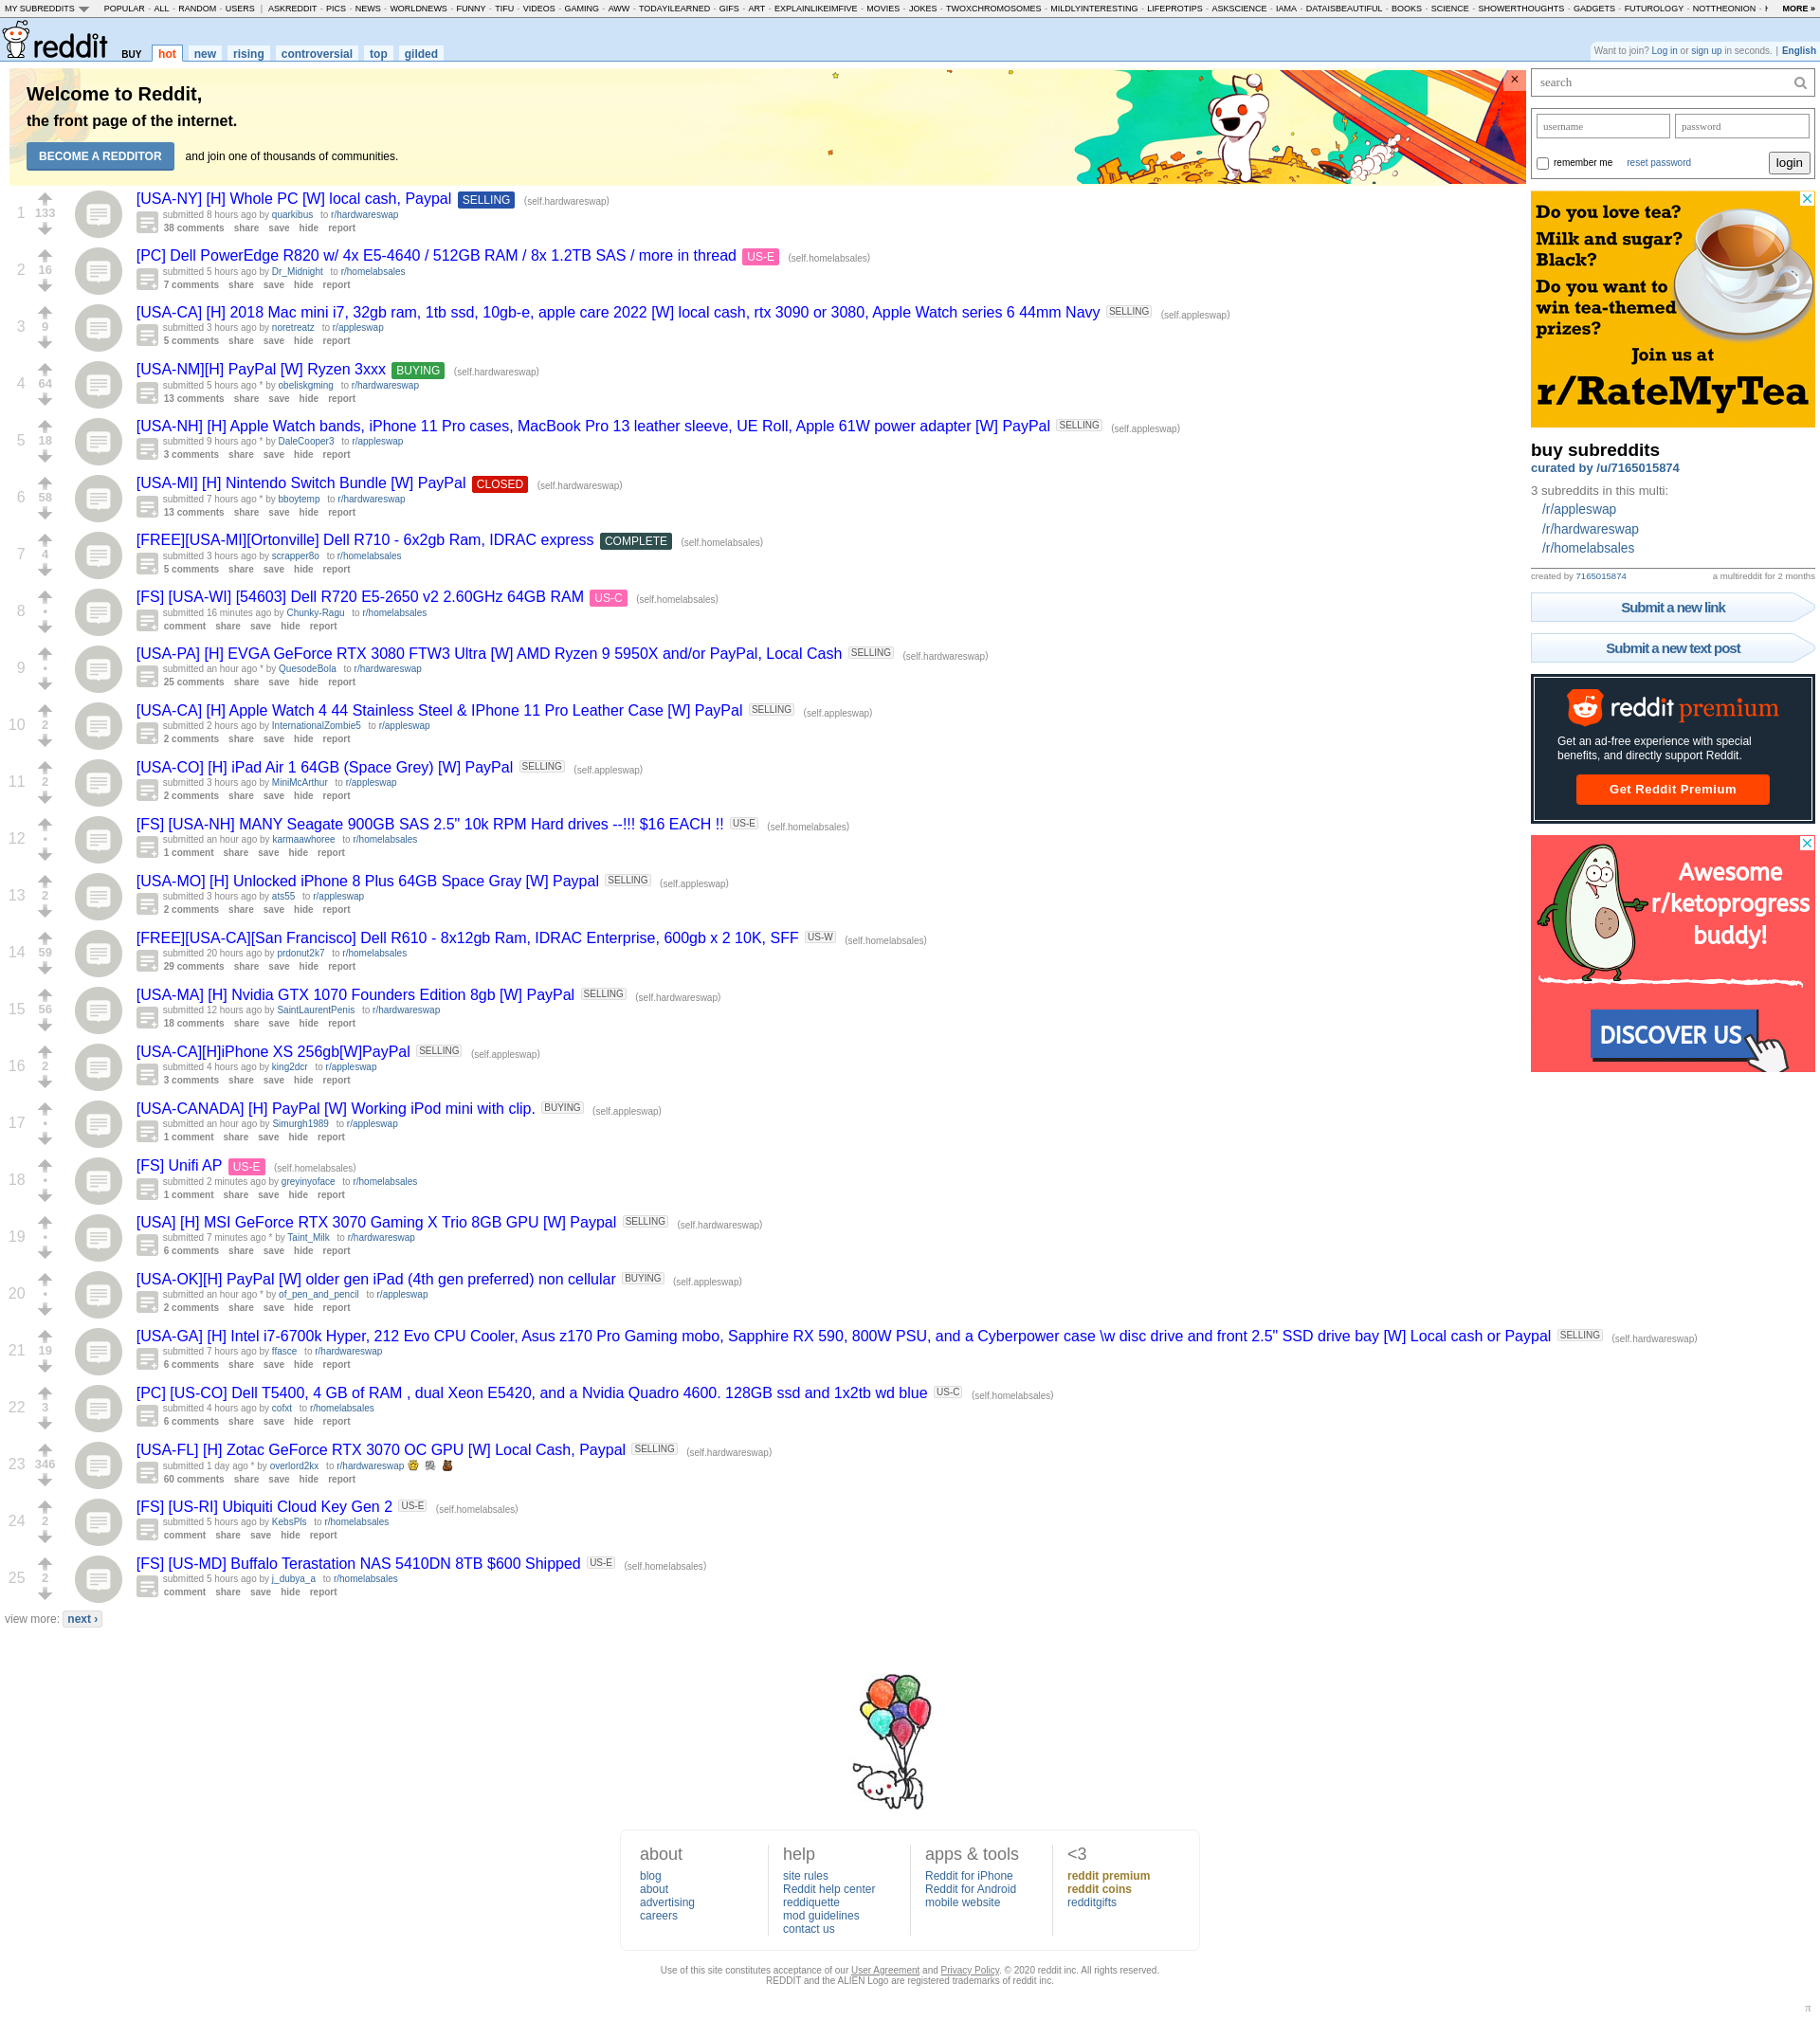 MY SUBREDDITS POPULAR - ALL - RANDOM - USERS | ASKREDDIT - PICS - NEWS - WORLDNEWS - FUNNY - TIFU - VIDEOS - GAMING - AWW - TODAYILEARNED - GIFS - ART - EXPLAINLIKEIMFIVE - MOVIES - JOKES - TWOXCHROMOSOMES - MILDLYINTERESTING - LIFEPROTIPS - ASKSCIENCE - IAMA - DATAISBEAUTIFUL - BOOKS - SCIENCE - SHOWERTHOUGHTS - GADGETS - FUTUROLOGY - NOTTHEONION - MORE »
reddit BUY hot new rising controversial top gilded
Want to join? Log in or sign up in seconds. | English
Welcome to Reddit,
the front page of the internet.
BECOME A REDDITOR and join one of thousands of communities.
×
1 133 [USA-NY] [H] Whole PC [W] local cash, Paypal SELLING (self.hardwareswap)
submitted 8 hours ago by quarkibus to r/hardwareswap
38 comments share save hide report
2 16 [PC] Dell PowerEdge R820 w/ 4x E5-4640 / 512GB RAM / 8x 1.2TB SAS / more in thread US-E (self.homelabsales)
submitted 5 hours ago by Dr_Midnight to r/homelabsales
7 comments share save hide report
3 9 [USA-CA] [H] 2018 Mac mini i7, 32gb ram, 1tb ssd, 10gb-e, apple care 2022 [W] local cash, rtx 3090 or 3080, Apple Watch series 6 44mm Navy SELLING (self.appleswap)
submitted 3 hours ago by noretreatz to r/appleswap
5 comments share save hide report
4 64 [USA-NM][H] PayPal [W] Ryzen 3xxx BUYING (self.hardwareswap)
submitted 5 hours ago * by obeliskgming to r/hardwareswap
13 comments share save hide report
5 18 [USA-NH] [H] Apple Watch bands, iPhone 11 Pro cases, MacBook Pro 13 leather sleeve, UE Roll, Apple 61W power adapter [W] PayPal SELLING (self.appleswap)
submitted 9 hours ago * by DaleCooper3 to r/appleswap
3 comments share save hide report
6 58 [USA-MI] [H] Nintendo Switch Bundle [W] PayPal CLOSED (self.hardwareswap)
submitted 7 hours ago * by bboytemp to r/hardwareswap
13 comments share save hide report
7 4 [FREE][USA-MI][Ortonville] Dell R710 - 6x2gb Ram, IDRAC express COMPLETE (self.homelabsales)
submitted 3 hours ago by scrapper8o to r/homelabsales
5 comments share save hide report
8 • [FS] [USA-WI] [54603] Dell R720 E5-2650 v2 2.60GHz 64GB RAM US-C (self.homelabsales)
submitted 16 minutes ago by Chunky-Ragu to r/homelabsales
comment share save hide report
9 • [USA-PA] [H] EVGA GeForce RTX 3080 FTW3 Ultra [W] AMD Ryzen 9 5950X and/or PayPal, Local Cash SELLING (self.hardwareswap)
submitted an hour ago * by QuesodeBola to r/hardwareswap
25 comments share save hide report
10 2 [USA-CA] [H] Apple Watch 4 44 Stainless Steel & IPhone 11 Pro Leather Case [W] PayPal SELLING (self.appleswap)
submitted 2 hours ago by InternationalZombie5 to r/appleswap
2 comments share save hide report
11 2 [USA-CO] [H] iPad Air 1 64GB (Space Grey) [W] PayPal SELLING (self.appleswap)
submitted 3 hours ago by MiniMcArthur to r/appleswap
2 comments share save hide report
12 • [FS] [USA-NH] MANY Seagate 900GB SAS 2.5" 10k RPM Hard drives --!!! $16 EACH !! US-E (self.homelabsales)
submitted an hour ago by karmaawhoree to r/homelabsales
1 comment share save hide report
13 2 [USA-MO] [H] Unlocked iPhone 8 Plus 64GB Space Gray [W] Paypal SELLING (self.appleswap)
submitted 3 hours ago by ats55 to r/appleswap
2 comments share save hide report
14 59 [FREE][USA-CA][San Francisco] Dell R610 - 8x12gb Ram, IDRAC Enterprise, 600gb x 2 10K, SFF US-W (self.homelabsales)
submitted 20 hours ago by prdonut2k7 to r/homelabsales
29 comments share save hide report
15 56 [USA-MA] [H] Nvidia GTX 1070 Founders Edition 8gb [W] PayPal SELLING (self.hardwareswap)
submitted 12 hours ago by SaintLaurentPenis to r/hardwareswap
18 comments share save hide report
16 2 [USA-CA][H]iPhone XS 256gb[W]PayPal SELLING (self.appleswap)
submitted 4 hours ago by king2dcr to r/appleswap
3 comments share save hide report
17 • [USA-CANADA] [H] PayPal [W] Working iPod mini with clip. BUYING (self.appleswap)
submitted an hour ago by Simurgh1989 to r/appleswap
1 comment share save hide report
18 • [FS] Unifi AP US-E (self.homelabsales)
submitted 2 minutes ago by greyinyoface to r/homelabsales
1 comment share save hide report
19 • [USA] [H] MSI GeForce RTX 3070 Gaming X Trio 8GB GPU [W] Paypal SELLING (self.hardwareswap)
submitted 7 minutes ago * by Taint_Milk to r/hardwareswap
6 comments share save hide report
20 • [USA-OK][H] PayPal [W] older gen iPad (4th gen preferred) non cellular BUYING (self.appleswap)
submitted an hour ago * by of_pen_and_pencil to r/appleswap
2 comments share save hide report
21 19 [USA-GA] [H] Intel i7-6700k Hyper, 212 Evo CPU Cooler, Asus z170 Pro Gaming mobo, Sapphire RX 590, 800W PSU, and a Cyberpower case \w disc drive and front 2.5" SSD drive bay [W] Local cash or Paypal SELLING (self.hardwareswap)
submitted 7 hours ago by ffasce to r/hardwareswap
6 comments share save hide report
22 3 [PC] [US-CO] Dell T5400, 4 GB of RAM , dual Xeon E5420, and a Nvidia Quadro 4600. 128GB ssd and 1x2tb wd blue US-C (self.homelabsales)
submitted 4 hours ago by cofxt to r/homelabsales
6 comments share save hide report
23 346 [USA-FL] [H] Zotac GeForce RTX 3070 OC GPU [W] Local Cash, Paypal SELLING (self.hardwareswap)
submitted 1 day ago * by overlord2kx to r/hardwareswap
60 comments share save hide report
24 2 [FS] [US-RI] Ubiquiti Cloud Key Gen 2 US-E (self.homelabsales)
submitted 5 hours ago by KebsPls to r/homelabsales
comment share save hide report
25 2 [FS] [US-MD] Buffalo Terastation NAS 5410DN 8TB $600 Shipped US-E (self.homelabsales)
submitted 5 hours ago by j_dubya_a to r/homelabsales
comment share save hide report
view more: next ›
search
username password
remember me reset password login
Do you love tea?
Milk and sugar?
Black?
Do you want to
win tea-themed
prizes?
Join us at
r/RateMyTea
buy subreddits
curated by /u/7165015874
3 subreddits in this multi:
/r/appleswap
/r/hardwareswap
/r/homelabsales
created by 7165015874 a multireddit for 2 months
Submit a new link
Submit a new text post
reddit premium
Get an ad-free experience with special
benefits, and directly support Reddit.
Get Reddit Premium
Awesome
r/ketoprogress
buddy!
DISCOVER US
about help apps & tools <3
blog site rules Reddit for iPhone reddit premium
about Reddit help center Reddit for Android reddit coins
advertising reddiquette mobile website redditgifts
careers mod guidelines
contact us
Use of this site constitutes acceptance of our User Agreement and Privacy Policy. © 2020 reddit inc. All rights reserved.
REDDIT and the ALIEN Logo are registered trademarks of reddit inc.
π